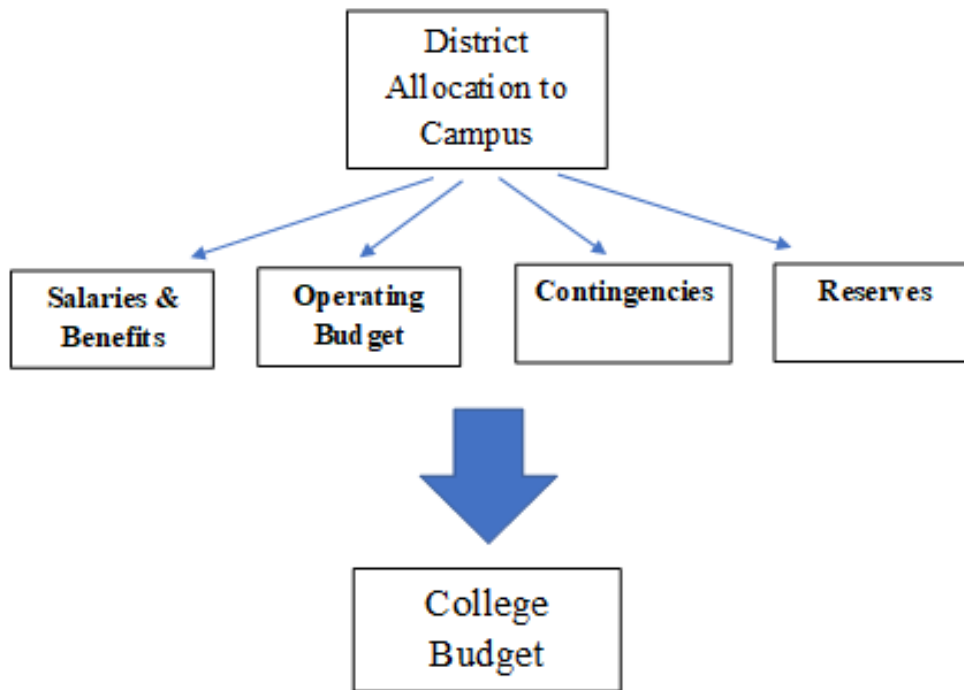 District
Allocation to
Campus
Salaries &
Benefits
Operating
Budget
Contingencies
Reserves
College
Budget